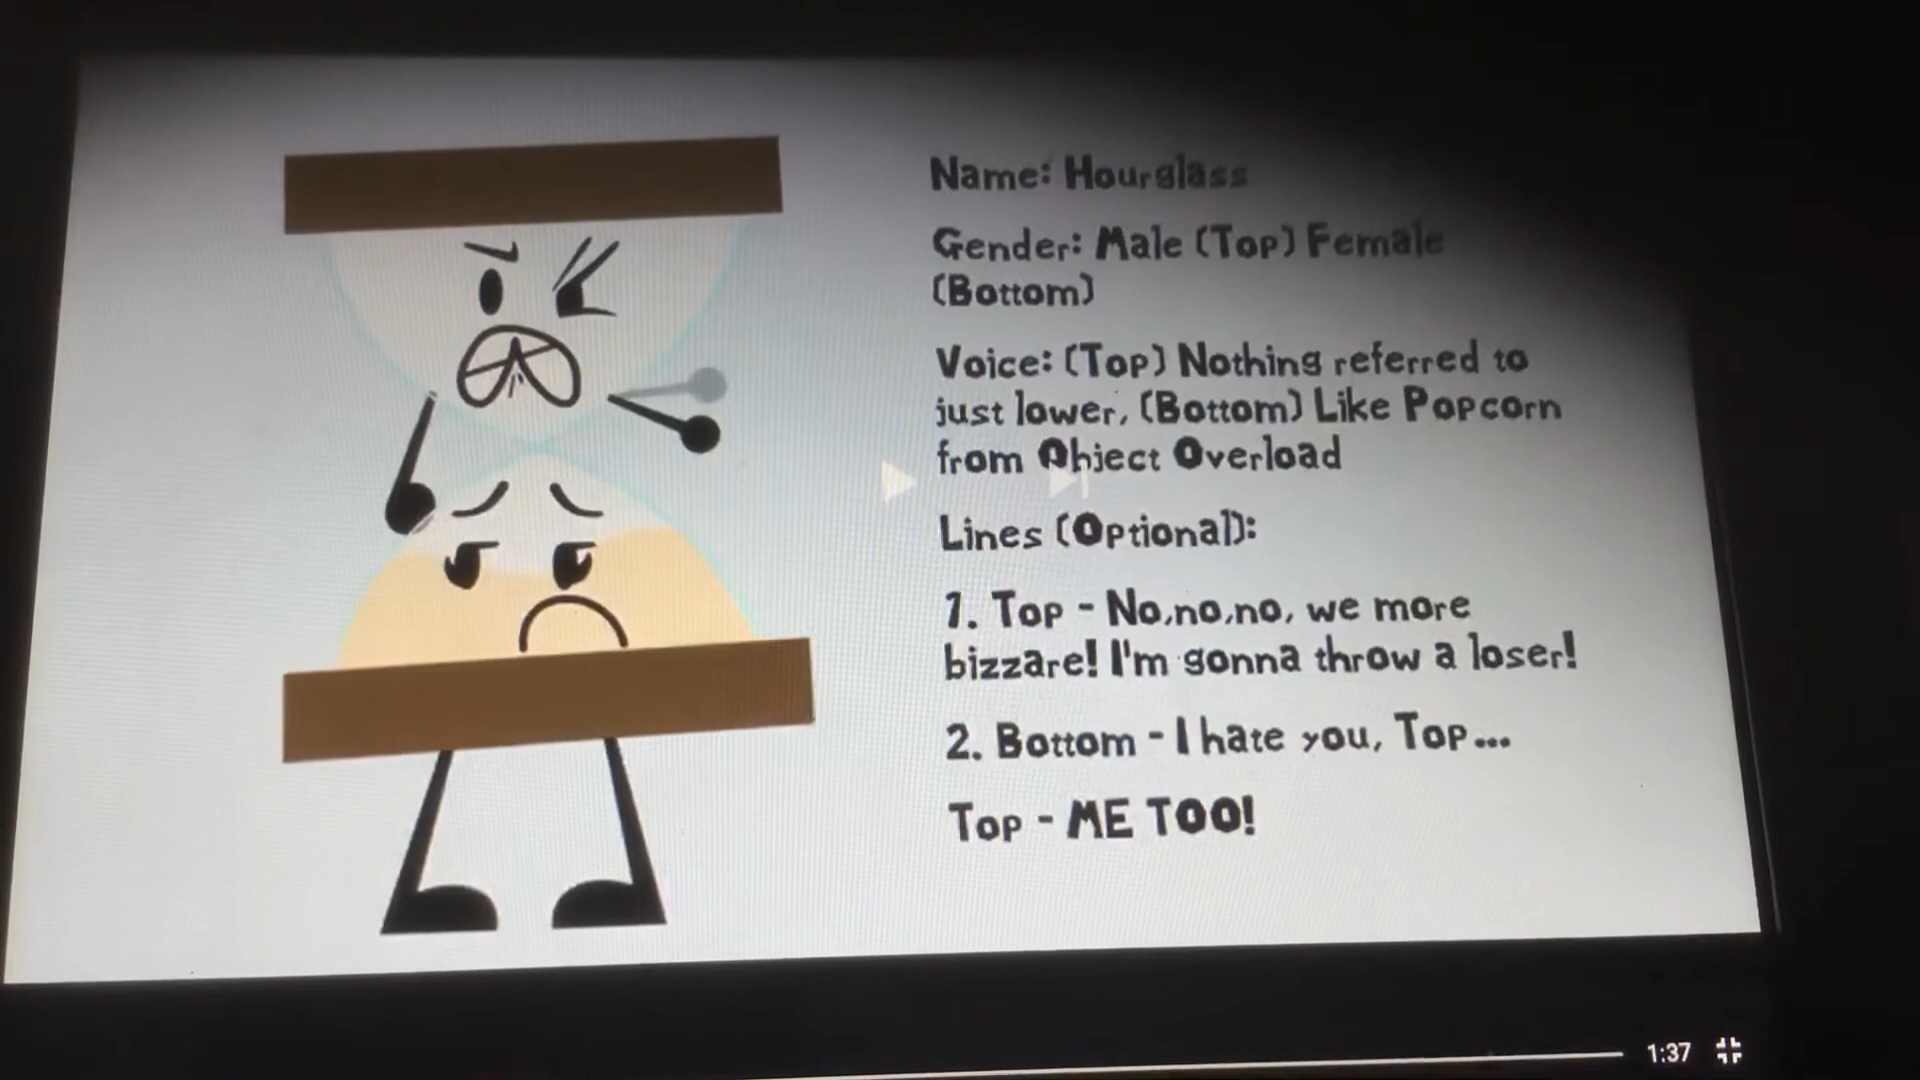 Name: Hourglass
Gender: Male (Top) Female
(Bottom)
Voice: (Top) Nothing referred to
just lower, (Bottom) Like Popcorn
from Object Overload
Lines (Optional):
1. Top - No,no,no, we more
bizzare! I'm gonna throw a loser!
2. Bottom - I hate you, Top...
Top - ME TOO!
1:37